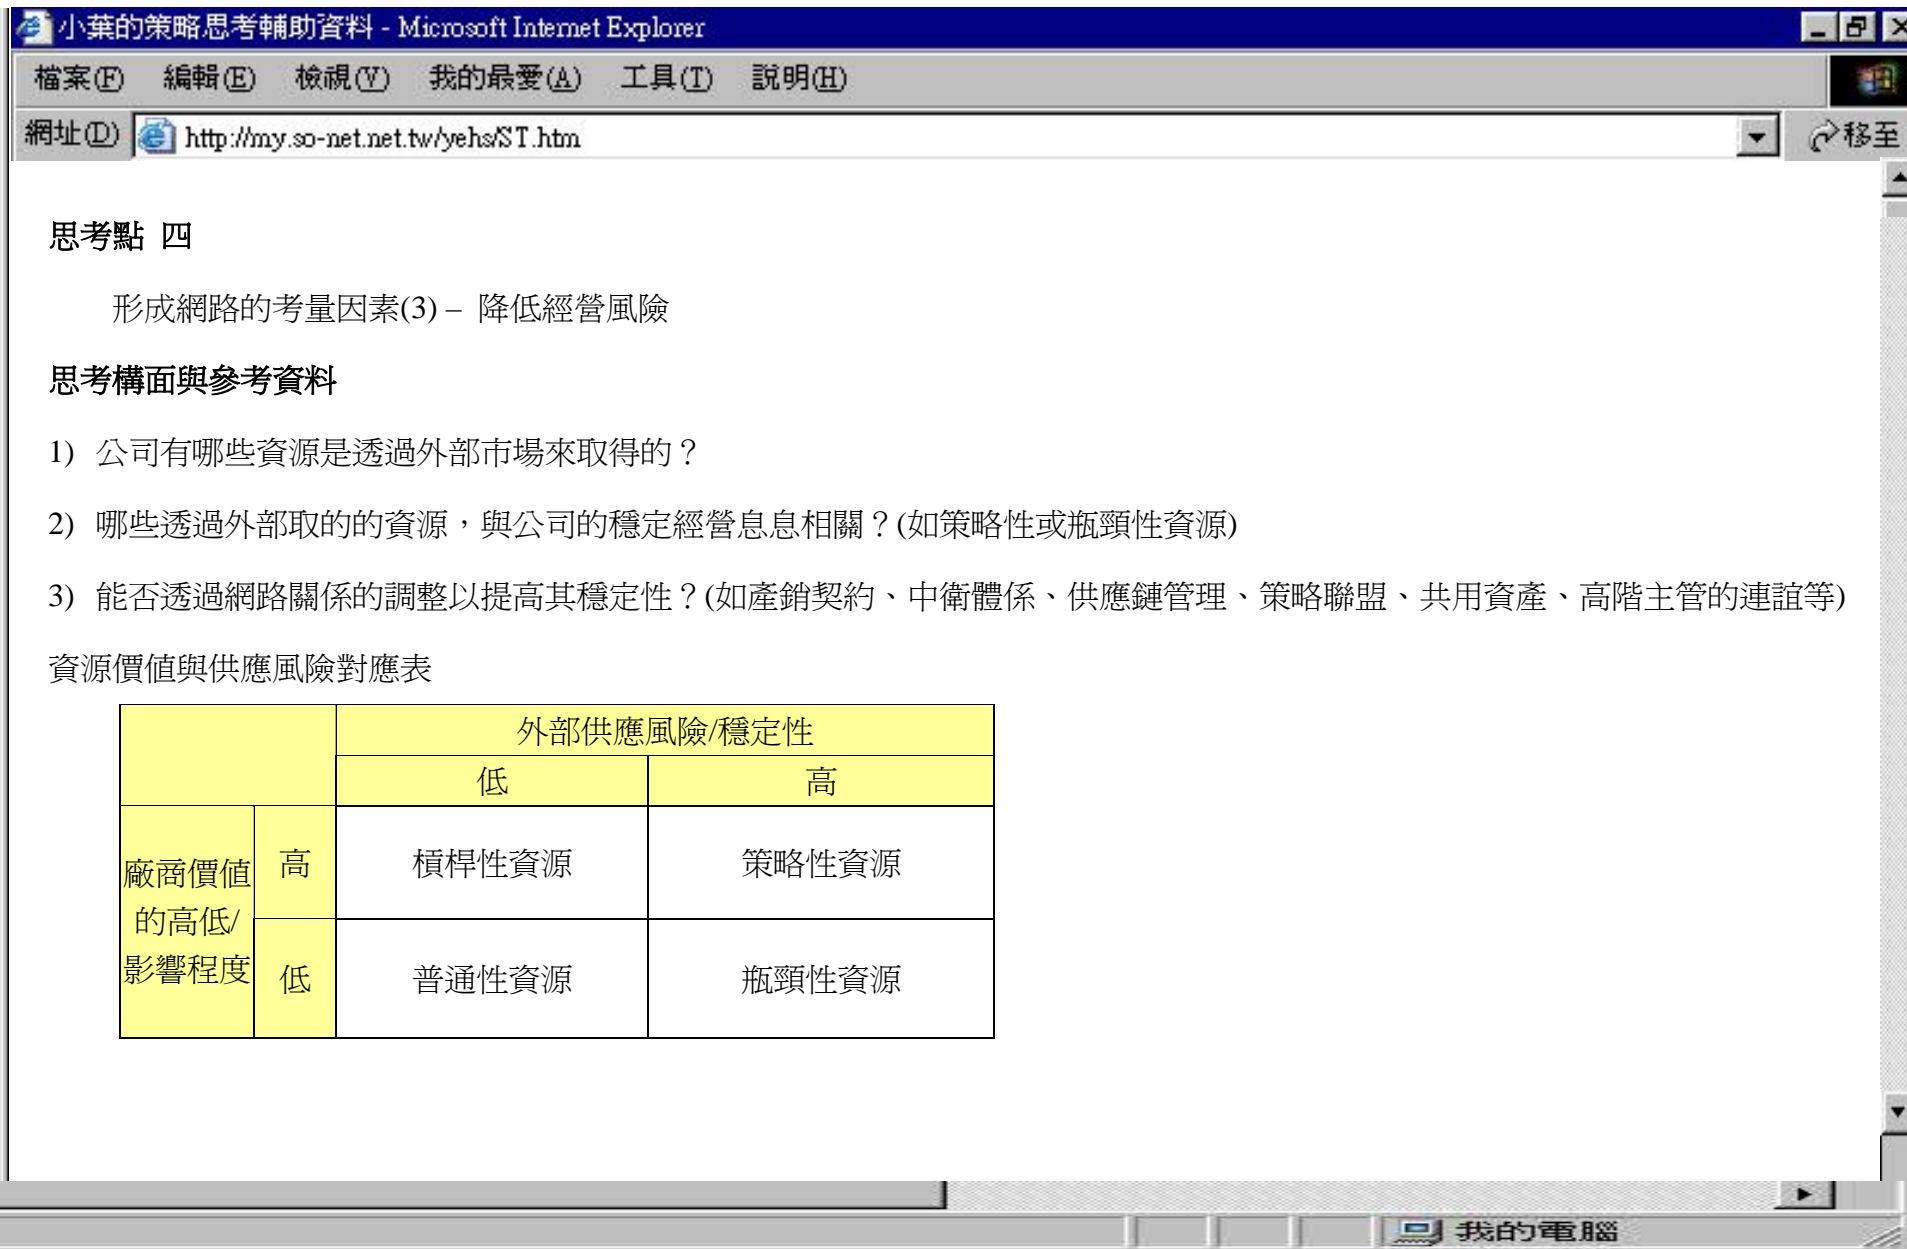 小葉的策略思考輔助資料 - Microsoft Internet Explorer
檔案(F) 編輯(E) 檢視(V) 我的最愛(A) 工具(T) 說明(H)
網址(D) http://my.so-net.net.tw/yehs/ST.htm 移至
思考點 四
形成網路的考量因素(3) – 降低經營風險
思考構面與參考資料
1) 公司有哪些資源是透過外部市場來取得的？
2) 哪些透過外部取的的資源，與公司的穩定經營息息相關？(如策略性或瓶頸性資源)
3) 能否透過網路關係的調整以提高其穩定性？(如產銷契約、中衛體係、供應鏈管理、策略聯盟、共用資產、高階主管的連誼等)
資源價值與供應風險對應表
外部供應風險/穩定性
低 高
廠商價值
的高低/
影響程度
高 槓桿性資源 策略性資源
低 普通性資源 瓶頸性資源
我的電腦